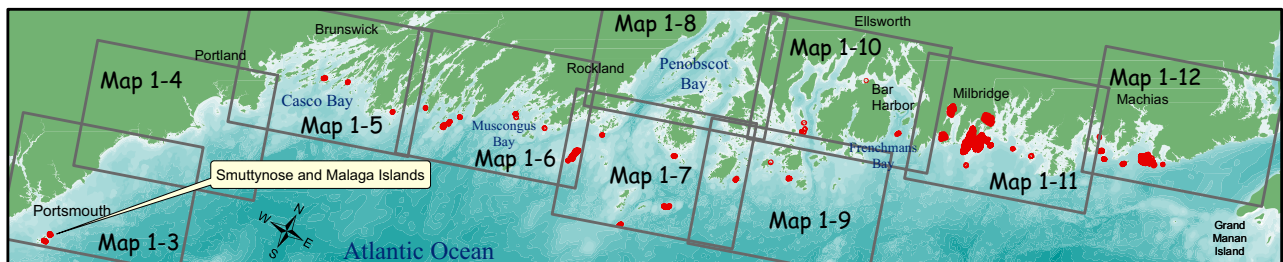 Map 1-8
Ellsworth
Brunswick
Map 1-10
Portland
Penobscot
Bay
Map 1-4
Rockland
Map 1-12
Bar
Harbor
Milbridge
Machias
Casco Bay
Map 1-5
Muscongus
Bay
Map 1-6
Frenchmans
Bay
Smuttynose and Malaga Islands
Map 1-7
Map 1-11
Portsmouth
Map 1-9
Map 1-3
N
W
E
S
Atlantic Ocean
Grand
Manan
Island